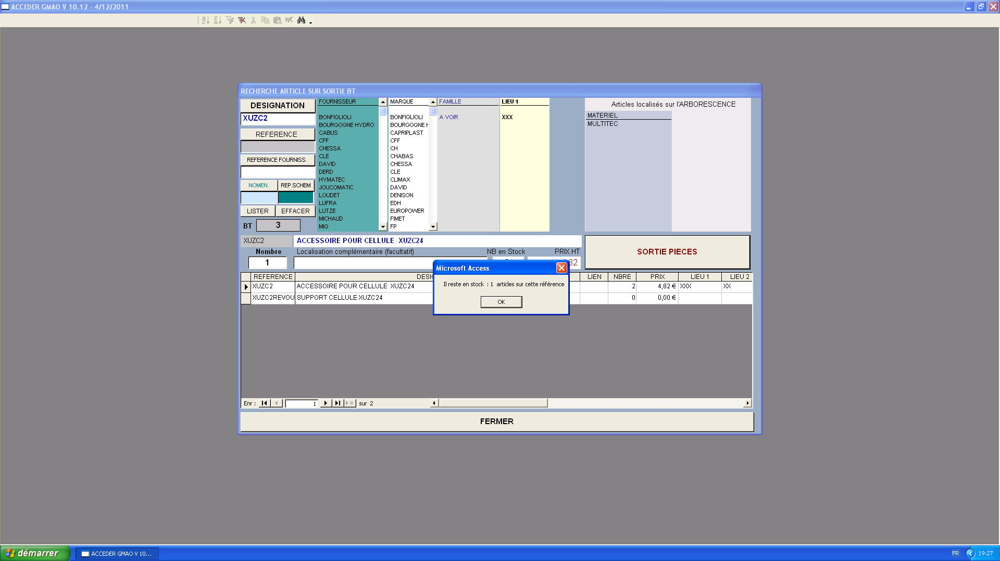 ACCEDER GMAO V 10.12 - 4/12/2011
RECHERCHE ARTICLE SUR SORTIE BT
DESIGNATION
XUZC2
REFERENCE
REFERENCE FOURNISS.
NOMEN. REP.SCHEM
LISTER EFFACER
BT 3
FOURNISSEUR
BONFIGLIOLI
BOURGOGNE HYDRO
CABUS
CFF
CHESSA
CLE
DAVID
DERD
HYMATEC
JOUCOMATIC
LOUDET
LUFRA
LUTZE
MICHAUD
MIG
MARQUE
BONFIGLIOLI
BOURGOGNE H
CAPRIPLAST
CFF
CH
CHABAS
CHESSA
CLE
CLIMAX
DAVID
DENISON
EDH
EUROPOWER
FIMET
FP
FAMILLE
A VOIR
LIEU 1
XXX
Articles localisés sur l'ARBORESCENCE
MATERIEL
MULTITEC
XUZC2 ACCESSOIRE POUR CELLULE XUZC24
Nombre Localisation complémentaire (facultatif) NB en Stock PRIX HT
1 82
SORTIE PIECES
REFERENCE DESI LIEN NBRE PRIX LIEU 1 LIEU 2
XUZC2 ACCESSOIRE POUR CELLULE XUZC24 2 4,82 € XXX XX
XUZC2REVOU SUPPORT CELLULE XUZC24 0 0,00 €
Microsoft Access
Il reste en stock : 1 articles sur cette référence
OK
Enr : 1 sur 2
FERMER
démarrer
ACCEDER GMAO V 10...
FR
19:27